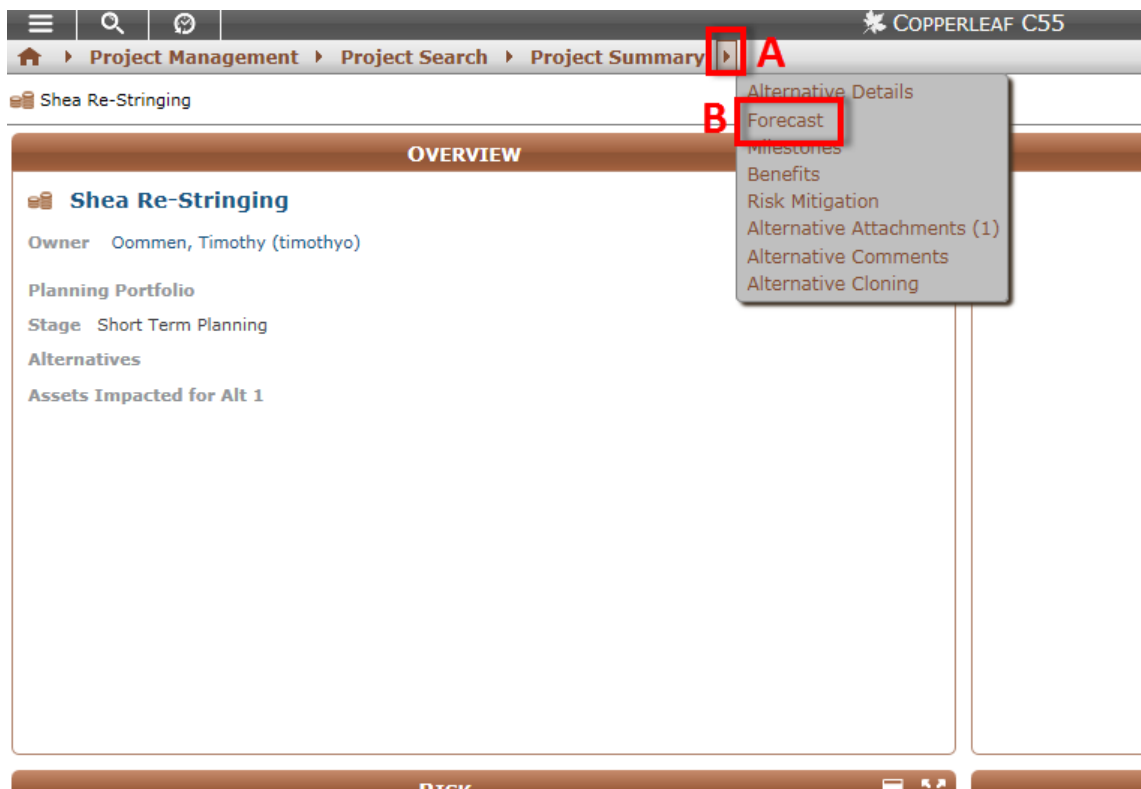 COPPERLEAF C55
Project Management Project Search Project Summary A
Shea Re-Stringing
Alternative Details
B Forecast
Milestones
Benefits
Risk Mitigation
Alternative Attachments (1)
Alternative Comments
Alternative Cloning
OVERVIEW
Shea Re-Stringing
Owner Oommen, Timothy (timothyo)
Planning Portfolio
Stage Short Term Planning
Alternatives
Assets Impacted for Alt 1
RISK